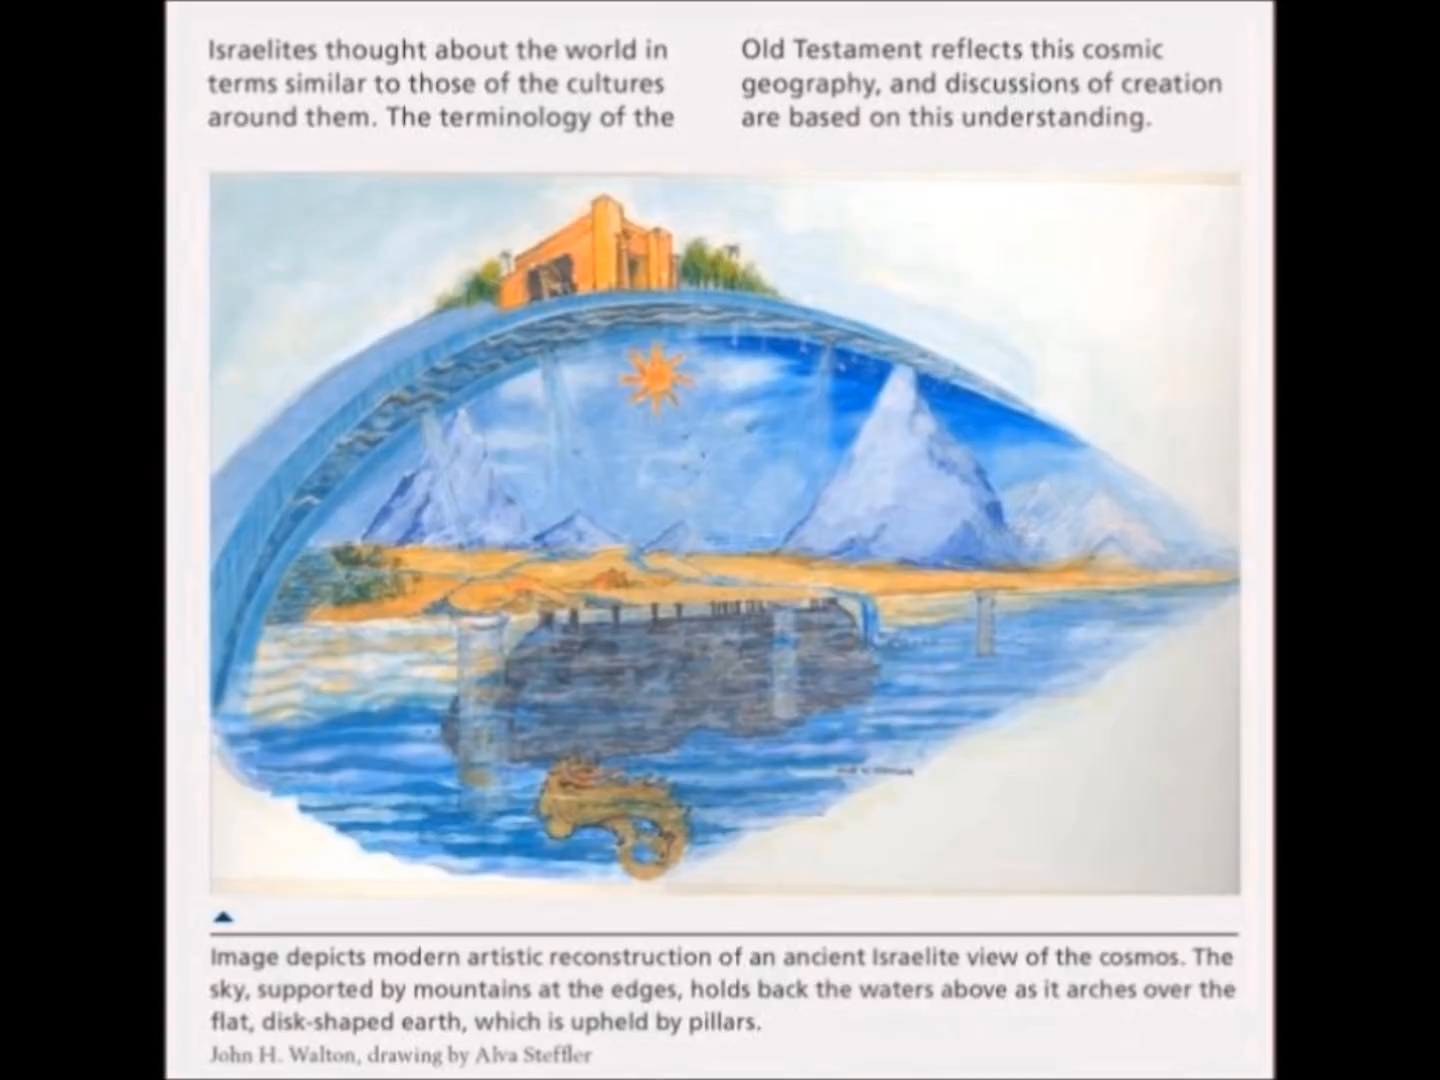 Israelites thought about the world in
terms similar to those of the cultures
around them. The terminology of the
Old Testament reflects this cosmic
geography, and discussions of creation
are based on this understanding.
Image depicts modern artistic reconstruction of an ancient Israelite view of the cosmos. The
sky, supported by mountains at the edges, holds back the waters above as it arches over the
flat, disk-shaped earth, which is upheld by pillars.
John H. Walton, drawing by Alva Steffler